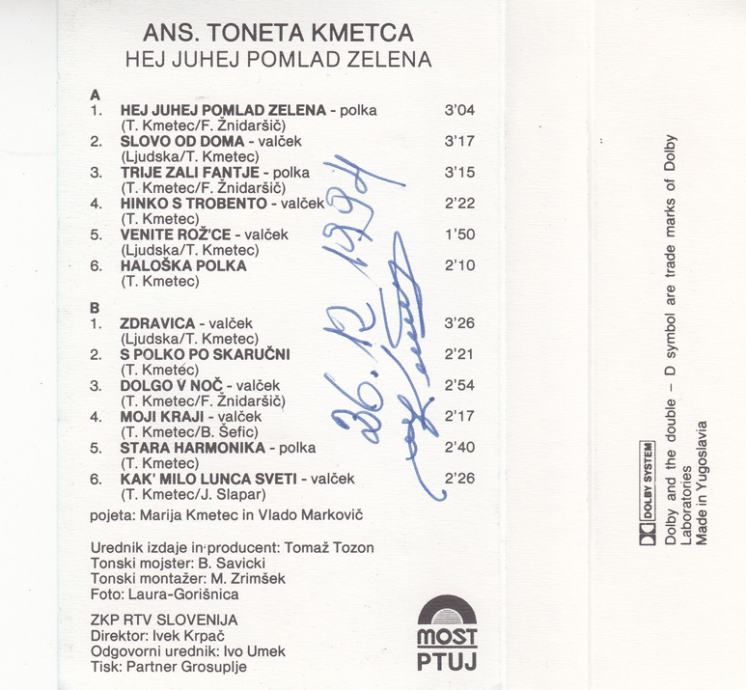 ANS. TONETA KMETCA
HEJ JUHEJ POMLAD ZELENA
A
1. HEJ JUHEJ POMLAD ZELENA - polka 3'04
(T. Kmetec/F. Žnidaršič)
2. SLOVO OD DOMA - valček 3'17
(Ljudska/T. Kmetec)
3. TRIJE ZALI FANTJE - polka 3'15
(T. Kmetec/F. Žnidaršič)
4. HINKO S TROBENTO - valček 2'22
(T. Kmetec)
5. VENITE ROŽ'CE - valček 1'50
(Ljudska/T. Kmetec)
6. HALOŠKA POLKA 2'10
(T. Kmetec)
B
1. ZDRAVICA - valček 3'26
(Ljudska/T. Kmetec)
2. S POLKO PO SKARUČNI 2'21
(T. Kmetec)
3. DOLGO V NOČ - valček 2'54
(T. Kmetec/F. Žnidaršič)
4. MOJI KRAJI - valček 2'17
(T. Kmetec/B. Šefic)
5. STARA HARMONIKA - polka 2'40
(T. Kmetec)
6. KAK' MILO LUNCA SVETI - valček 2'26
(T. Kmetec/J. Slapar)
pojeta: Marija Kmetec in Vlado Markovič
Urednik izdaje in producent: Tomaž Tozon
Tonski mojster: B. Savicki
Tonski montažer: M. Zrimšek
Foto: Laura-Gorišnica
ZKP RTV SLOVENIJA
Direktor: Ivek Krpač
Odgovorni urednik: Ivo Umek
Tisk: Partner Grosuplje
MOST
PTUJ
26. 12 1994
DOLBY SYSTEM
Dolby and the double - D symbol are trade marks of Dolby
Laboratories
Made in Yugoslavia